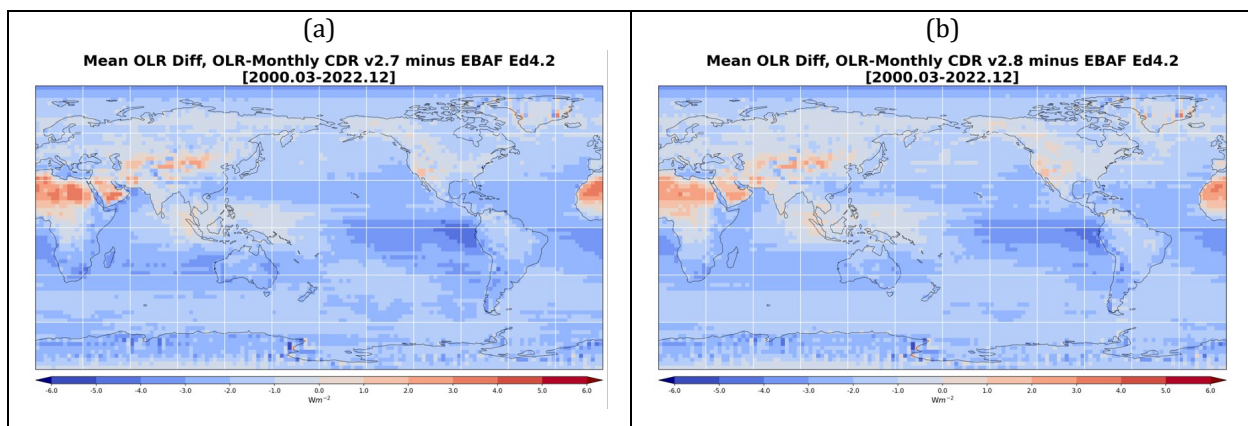 (a)
Mean OLR Diff, OLR-Monthly CDR v2.7 minus EBAF Ed4.2
[2000.03-2022.12]
-6.0 -5.0 -4.0 -3.0 -2.0 -1.0 0.0 1.0 2.0 3.0 4.0 5.0 6.0
Wm⁻²
(b)
Mean OLR Diff, OLR-Monthly CDR v2.8 minus EBAF Ed4.2
[2000.03-2022.12]
-6.0 -5.0 -4.0 -3.0 -2.0 -1.0 0.0 1.0 2.0 3.0 4.0 5.0 6.0
Wm⁻²